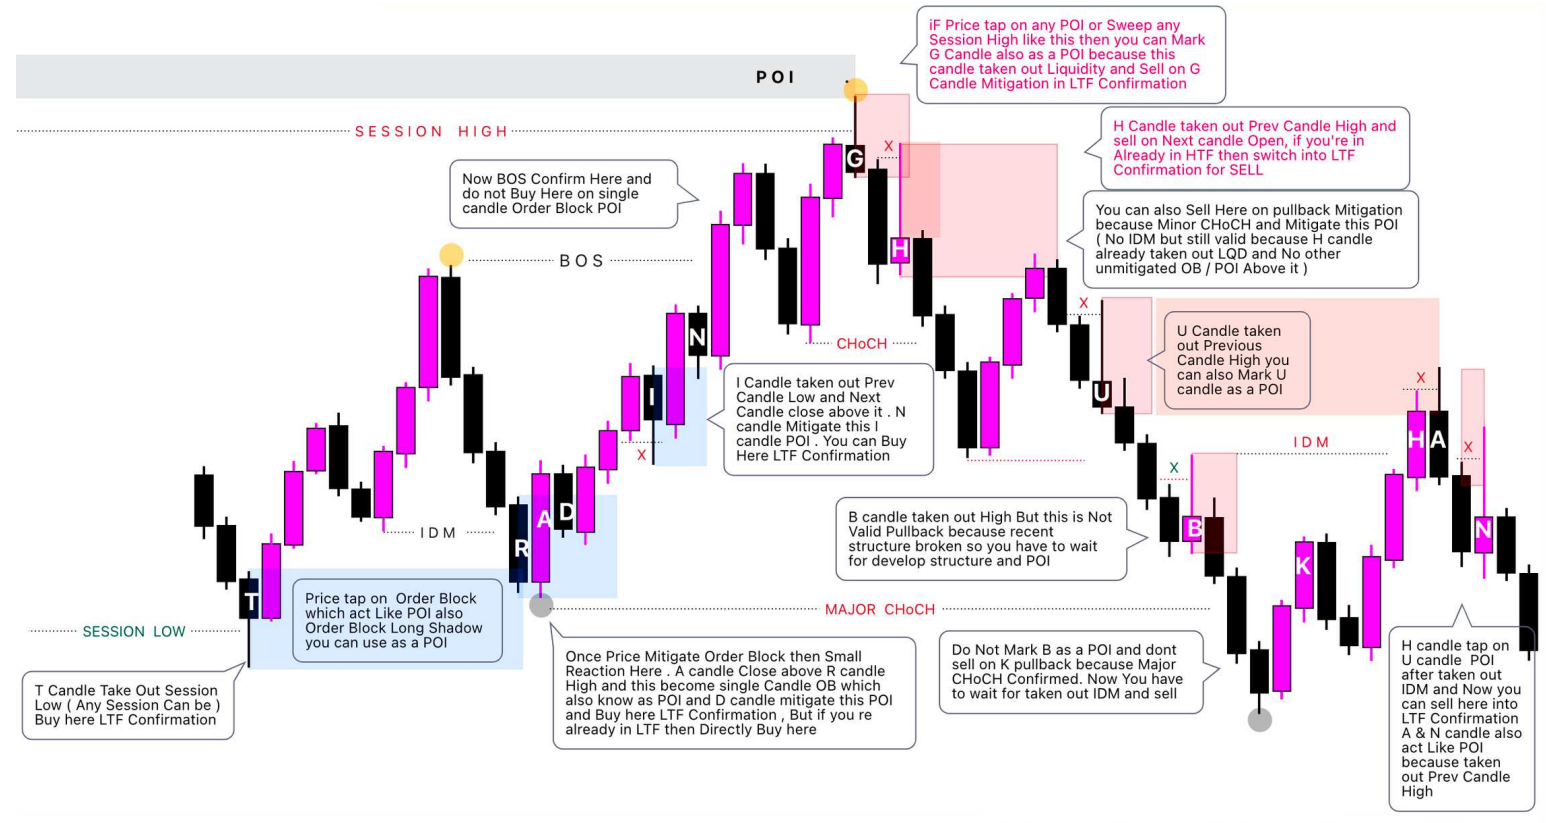 iF Price tap on any POI or Sweep any
Session High like this then you can Mark
G Candle also as a POI because this
candle taken out Liquidity and Sell on G
Candle Mitigation in LTF Confirmation
POI
SESSION HIGH
H Candle taken out Prev Candle High and
sell on Next candle Open, if you're in
Already in HTF then switch into LTF
Confirmation for SELL
Now BOS Confirm Here and
do not Buy Here on single
candle Order Block POI
G
X
You can also Sell Here on pullback Mitigation
because Minor CHoCH and Mitigate this POI
( No IDM but still valid because H candle
already taken out LQD and No other
unmitigated OB / POI Above it )
BOS
H
X
N
CHoCH
U Candle taken
out Previous
Candle High you
can also Mark U
candle as a POI
I Candle taken out Prev
Candle Low and Next
Candle close above it . N
candle Mitigate this I
candle POI . You can Buy
Here LTF Confirmation
I
U
X
X
H
A
IDM
X
X
B candle taken out High But this is Not
Valid Pullback because recent
structure broken so you have to wait
for develop structure and POI
A
D
R
IDM
B
N
K
T
Price tap on Order Block
which act Like POI also
Order Block Long Shadow
you can use as a POI
MAJOR CHoCH
SESSION LOW
Once Price Mitigate Order Block then Small
Reaction Here . A candle Close above R candle
High and this become single Candle OB which
also know as POI and D candle mitigate this POI
and Buy here LTF Confirmation , But if you re
already in LTF then Directly Buy here
Do Not Mark B as a POI and dont
sell on K pullback because Major
CHoCH Confirmed. Now You have
to wait for taken out IDM and sell
H candle tap on
U candle POI
after taken out
IDM and Now you
can sell here into
LTF Confirmation
A & N candle also
act Like POI
because taken
out Prev Candle
High
T Candle Take Out Session
Low ( Any Session Can be )
Buy here LTF Confirmation